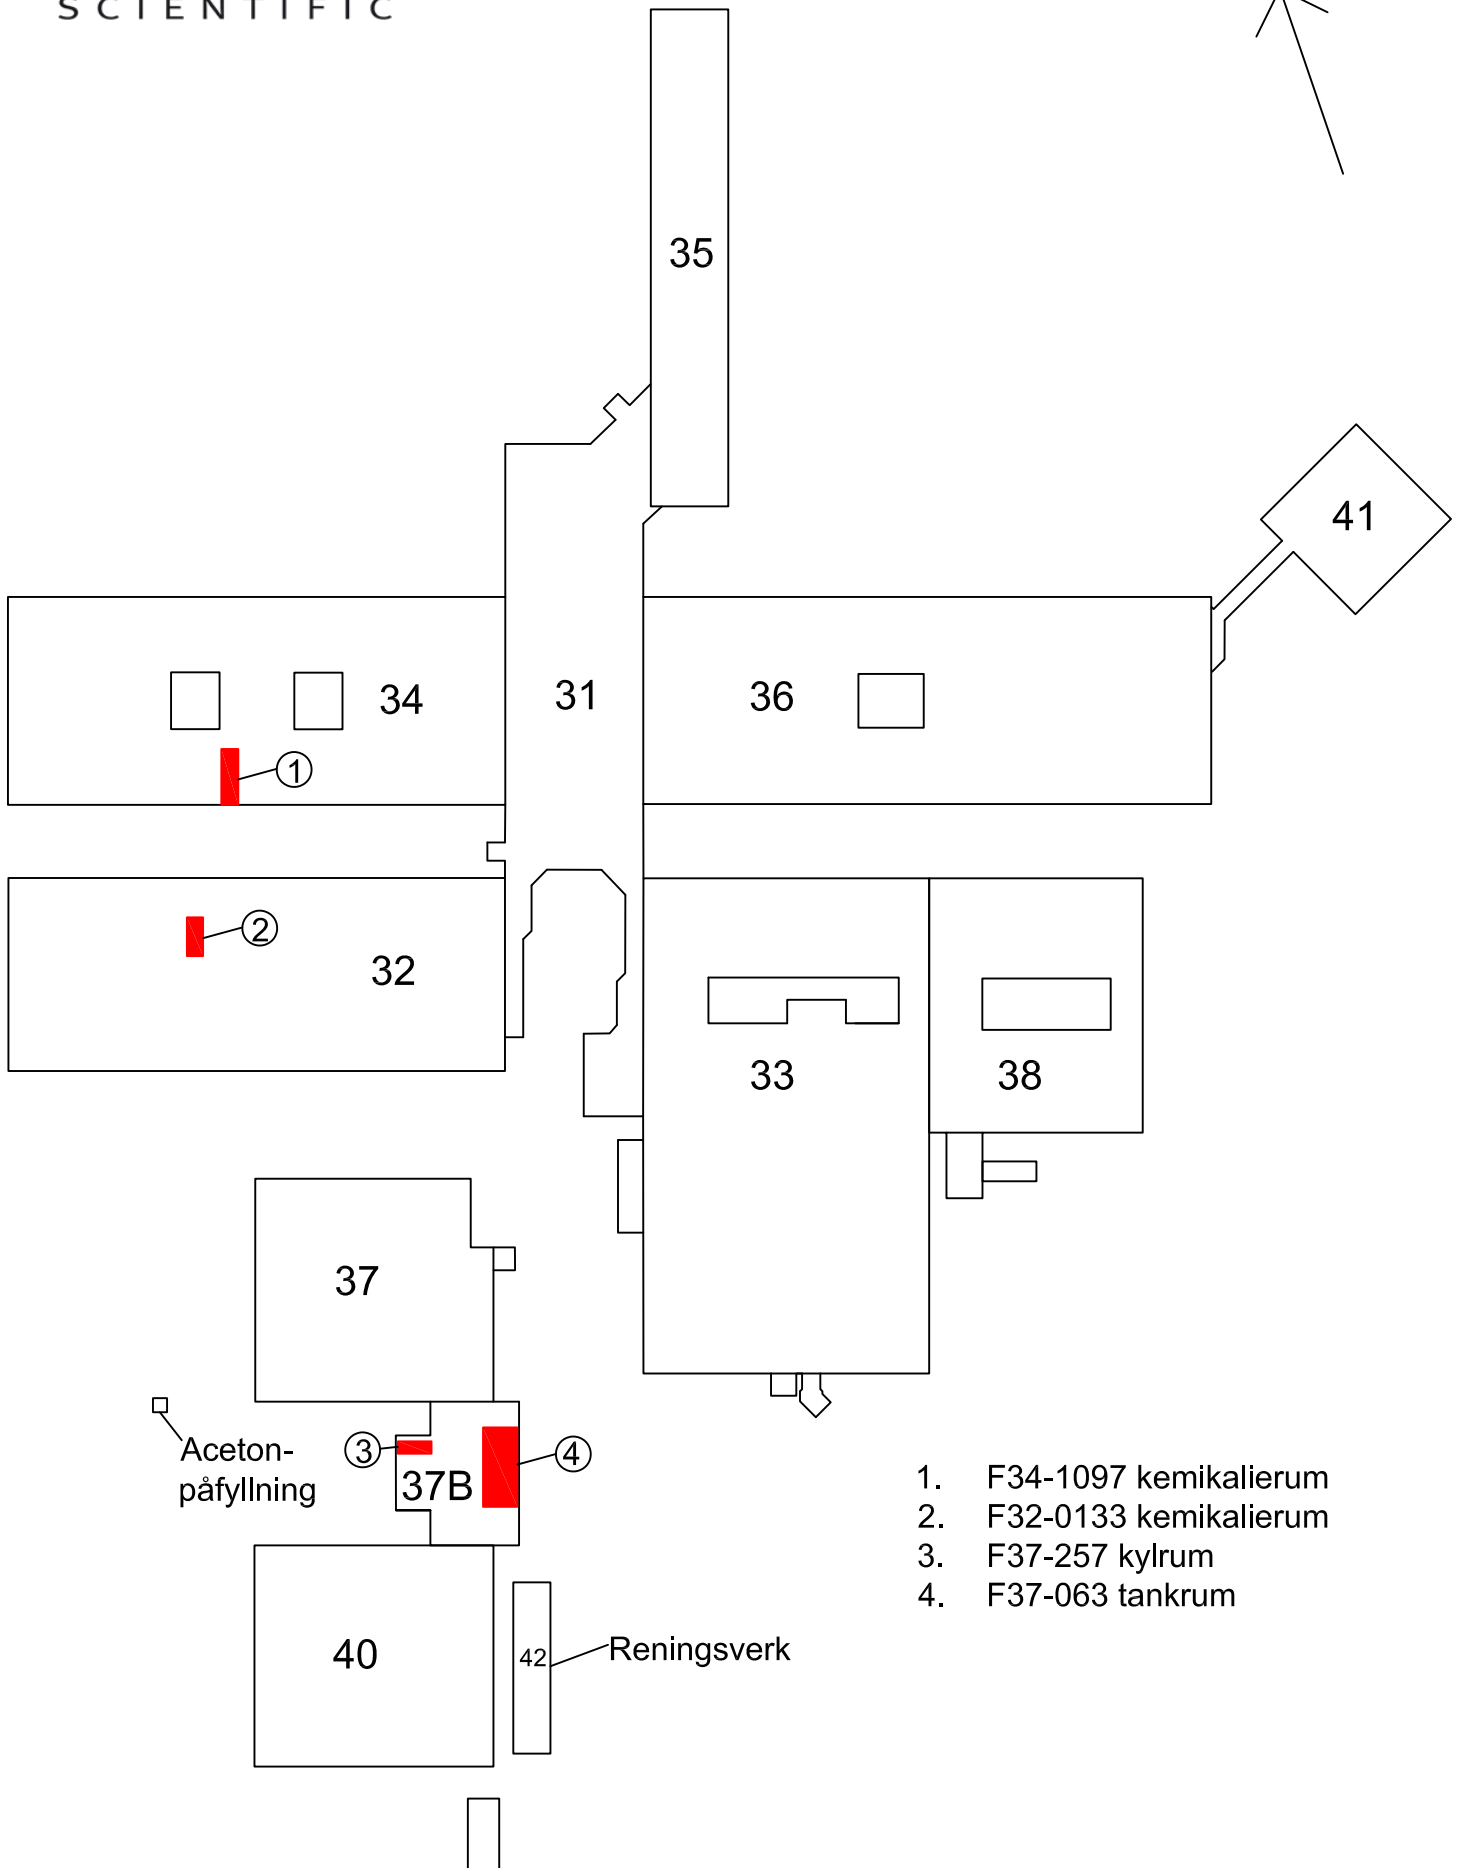 SCIENTIFIC
35
41
34
31
36
1
2
32
33
38
37
Aceton-
påfyllning
3
4
37B
1. F34-1097 kemikalierum
2. F32-0133 kemikalierum
3. F37-257 kylrum
4. F37-063 tankrum
40
42
Reningsverk